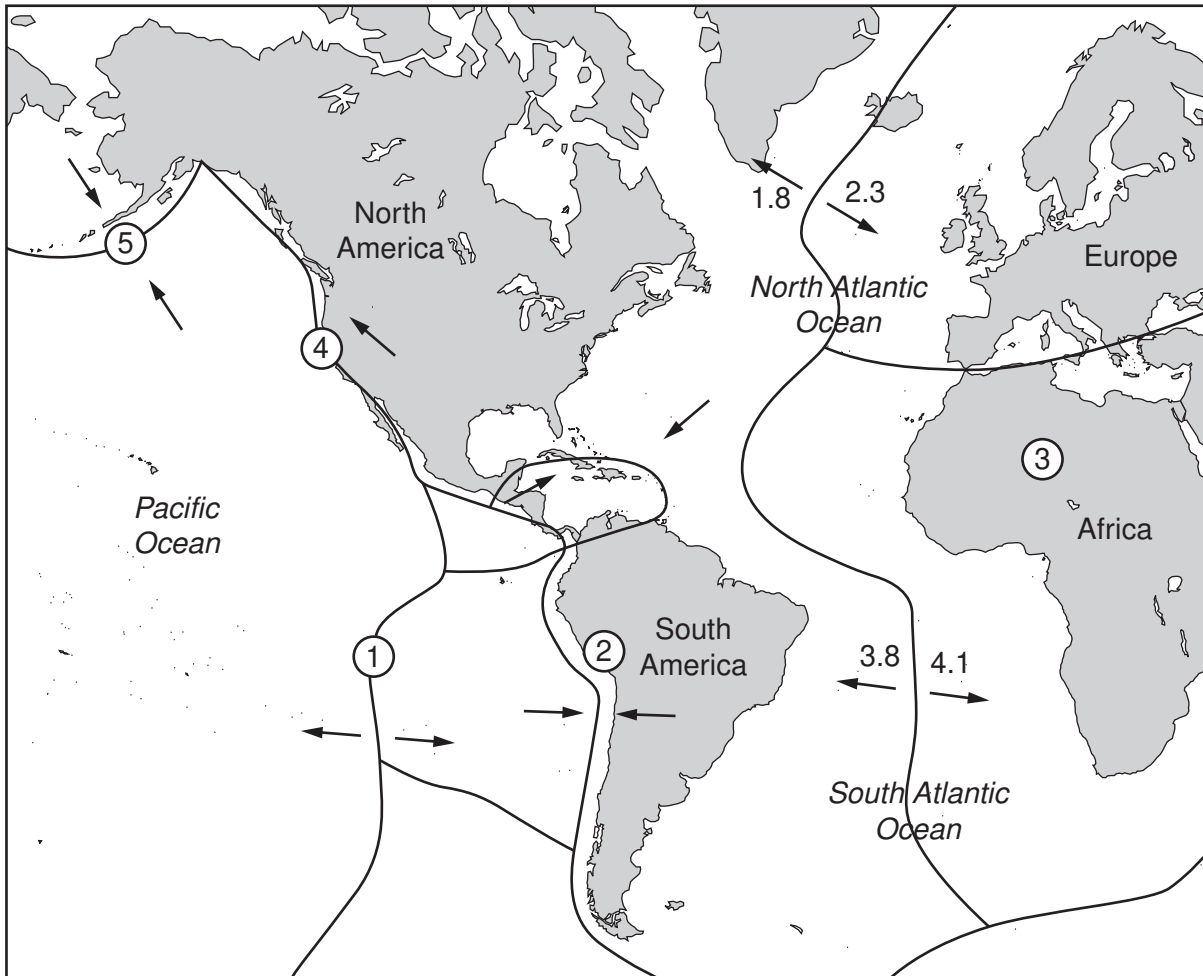 1.8
2.3
North
America
5
Europe
North Atlantic
Ocean
4
3
Pacific
Ocean
Africa
1
2
South
America
3.8
4.1
South Atlantic
Ocean